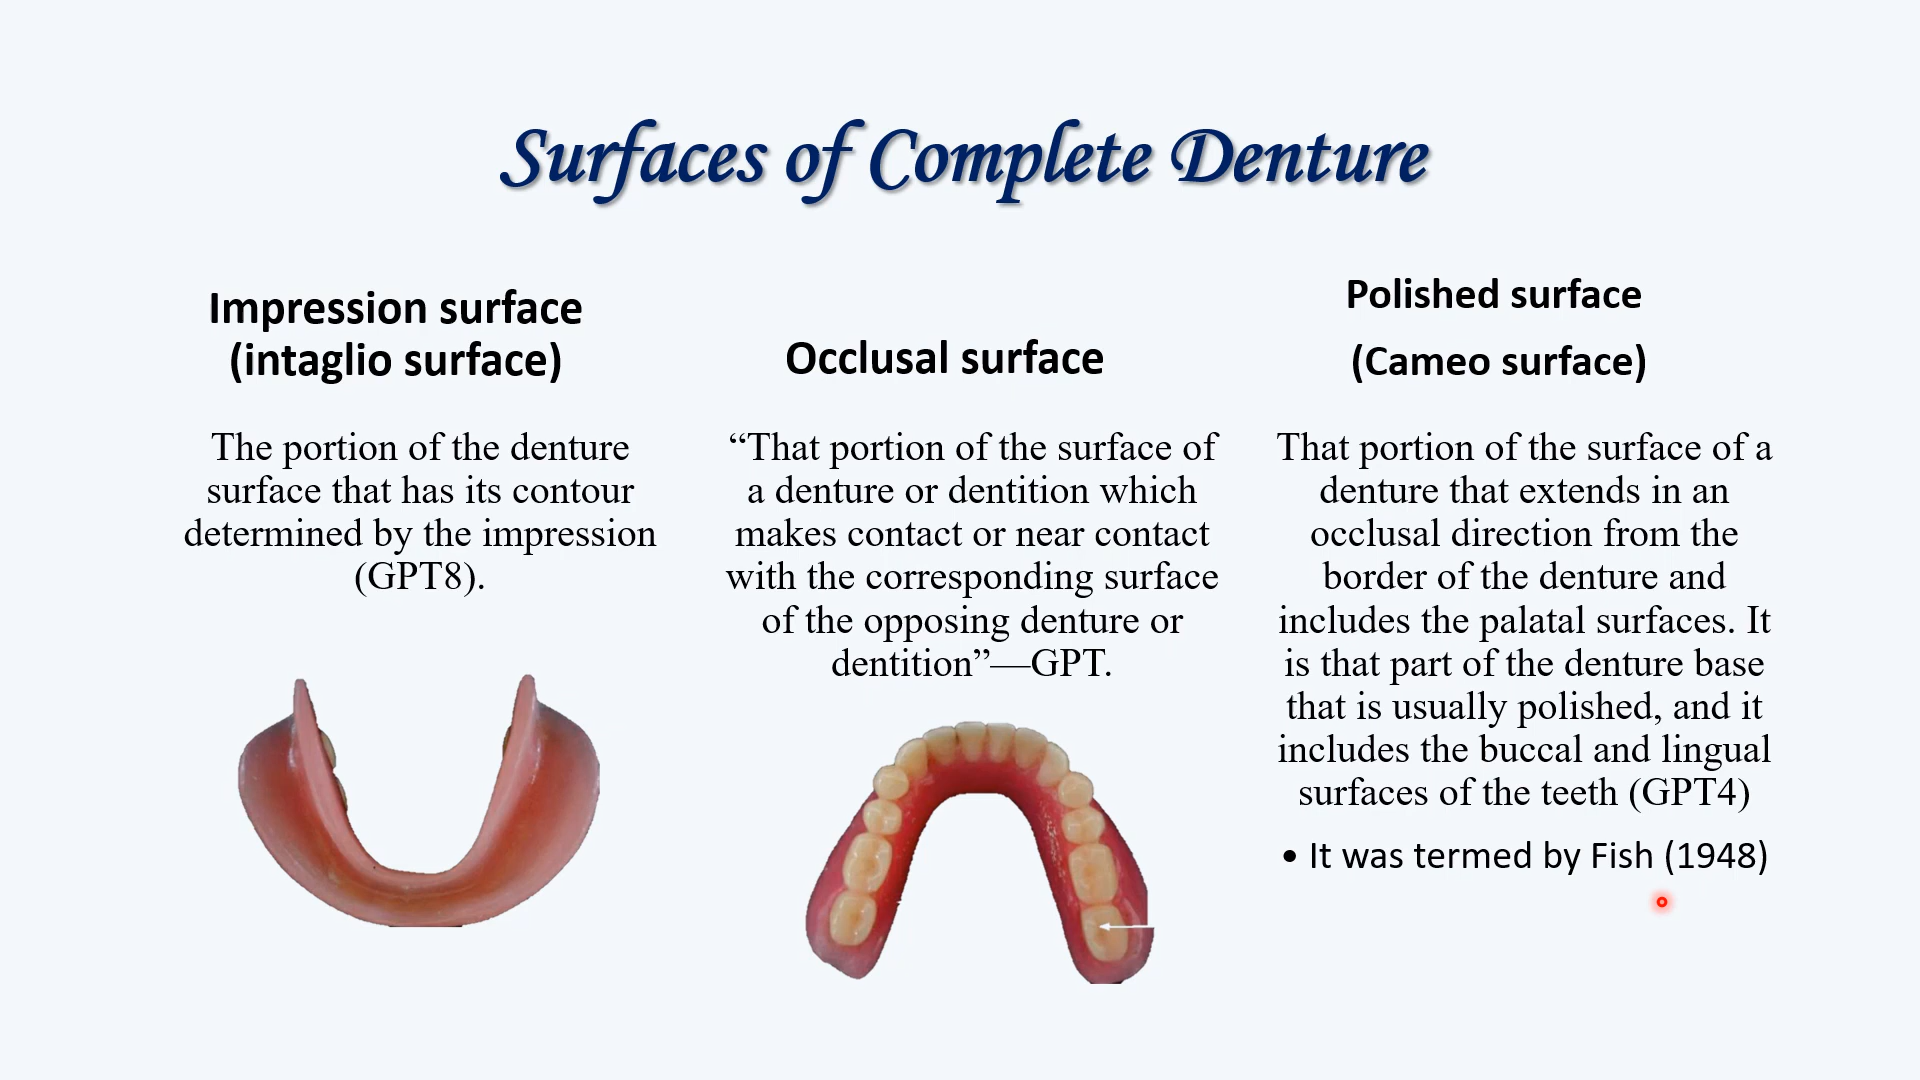 Surfaces of Complete Denture
Impression surface
(intaglio surface)
The portion of the denture
surface that has its contour
determined by the impression
(GPT8).
Occlusal surface
“That portion of the surface of
a denture or dentition which
makes contact or near contact
with the corresponding surface
of the opposing denture or
dentition”—GPT.
Polished surface
(Cameo surface)
That portion of the surface of a
denture that extends in an
occlusal direction from the
border of the denture and
includes the palatal surfaces. It
is that part of the denture base
that is usually polished, and it
includes the buccal and lingual
surfaces of the teeth (GPT4)
• It was termed by Fish (1948)